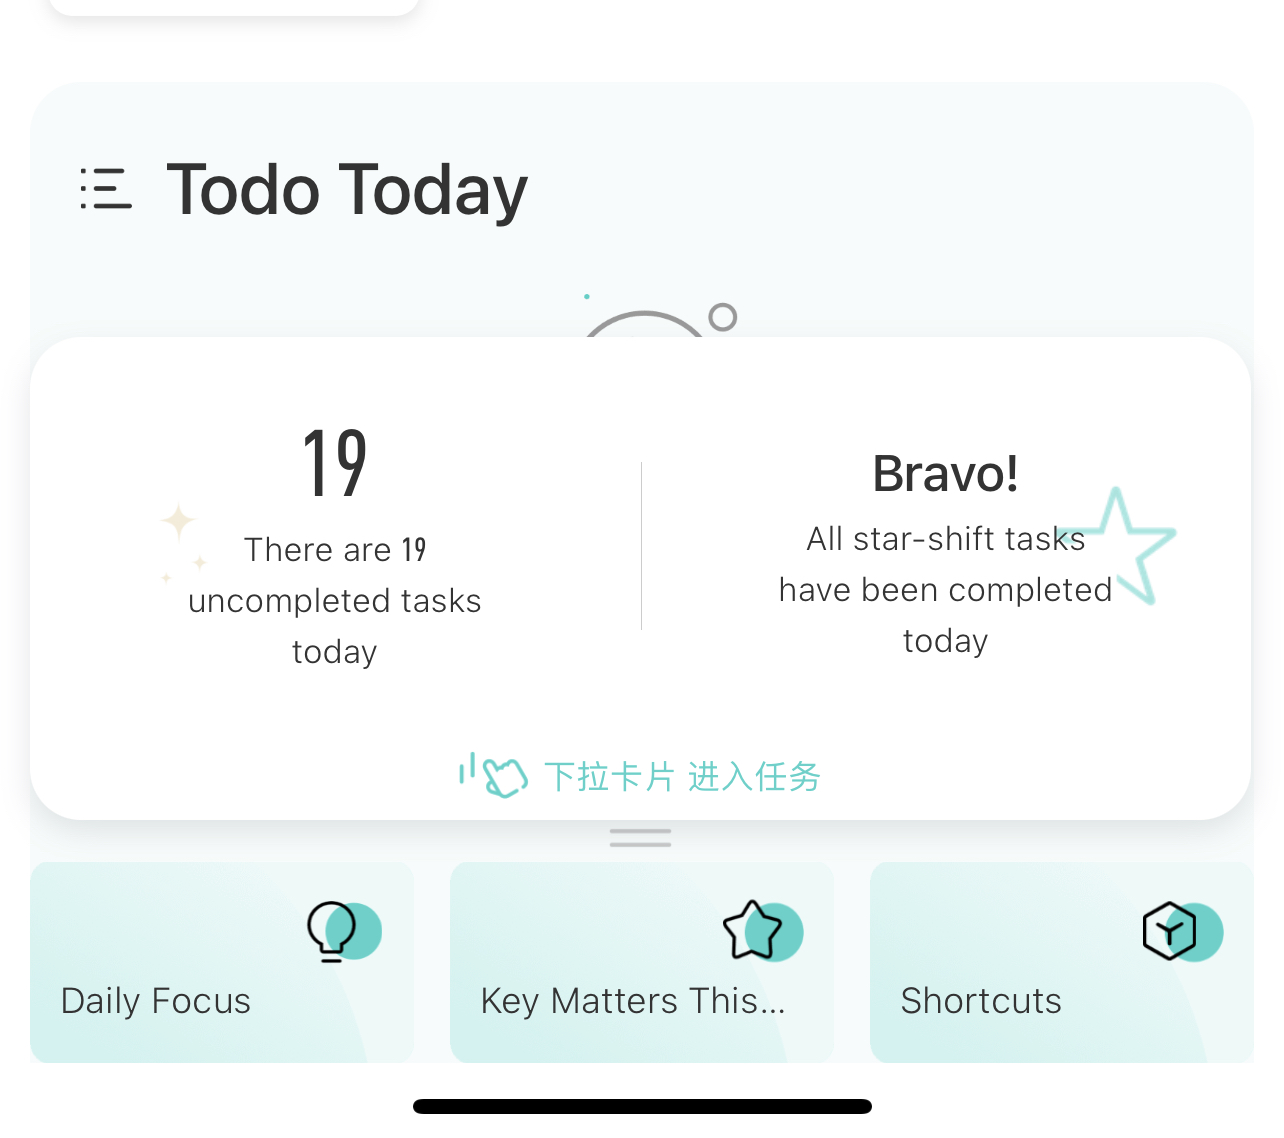 Todo Today
19
There are 19
uncompleted tasks
today
Bravo!
All star-shift tasks
have been completed
today
下拉卡片 进入任务
Daily Focus
Key Matters This...
Shortcuts